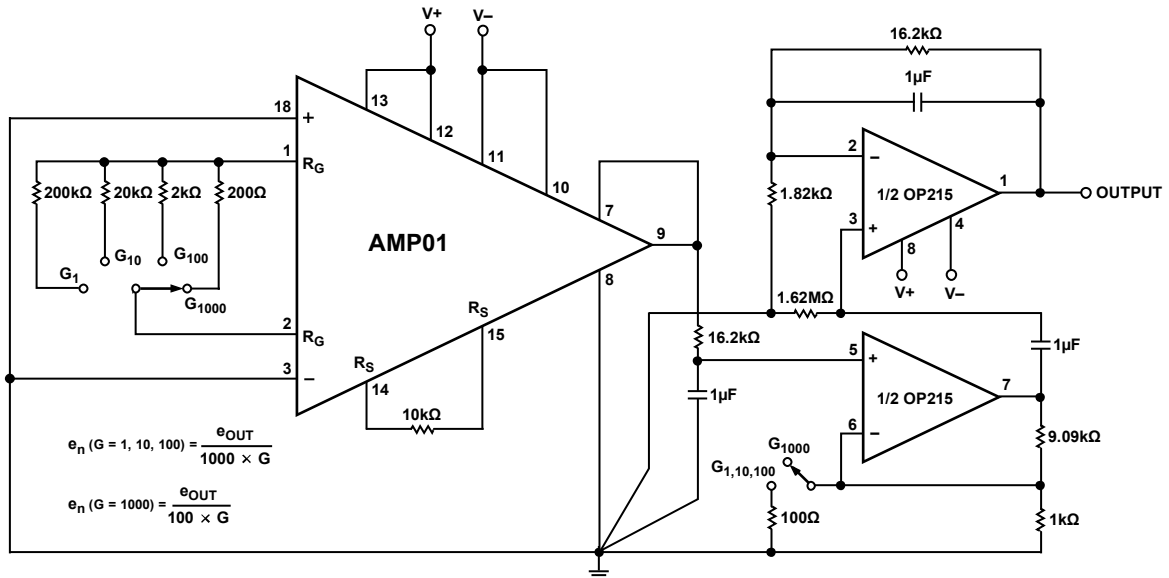 V+
V–
16.2kΩ
1µF
18
+
13
12
11
10
1
RG
200kΩ
20kΩ
2kΩ
200Ω
G1
G10
G100
G1000
2
RG
3
–
AMP01
7
9
8
RS
15
RS
14
10kΩ
2
–
1.82kΩ
3
+
1/2 OP215
1
OUTPUT
8
4
V+
V–
1.62MΩ
16.2kΩ
1µF
1µF
5
+
6
–
1/2 OP215
7
9.09kΩ
G1000
G1,10,100
100Ω
1kΩ
en (G = 1, 10, 100) = eOUT / 1000 × G
en (G = 1000) = eOUT / 100 × G